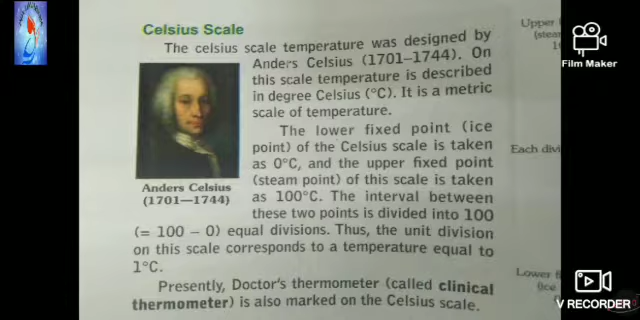 Celsius Scale
The celsius scale temperature was designed by
Anders Celsius (1701—1744). On
this scale temperature is described
in degree Celsius (°C). It is a metric
scale of temperature.
The lower fixed point (ice
point) of the Celsius scale is taken
as 0°C, and the upper fixed point
(steam point) of this scale is taken
as 100°C. The interval between
these two points is divided into 100
(= 100 – 0) equal divisions. Thus, the unit division
on this scale corresponds to a temperature equal to
1°C.
Presently, Doctor's thermometer (called clinical
thermometer) is also marked on the Celsius scale.
Anders Celsius
(1701—1744)
Upper
(stea
Each divi
Lower
(ice
Film Maker
V RECORDER